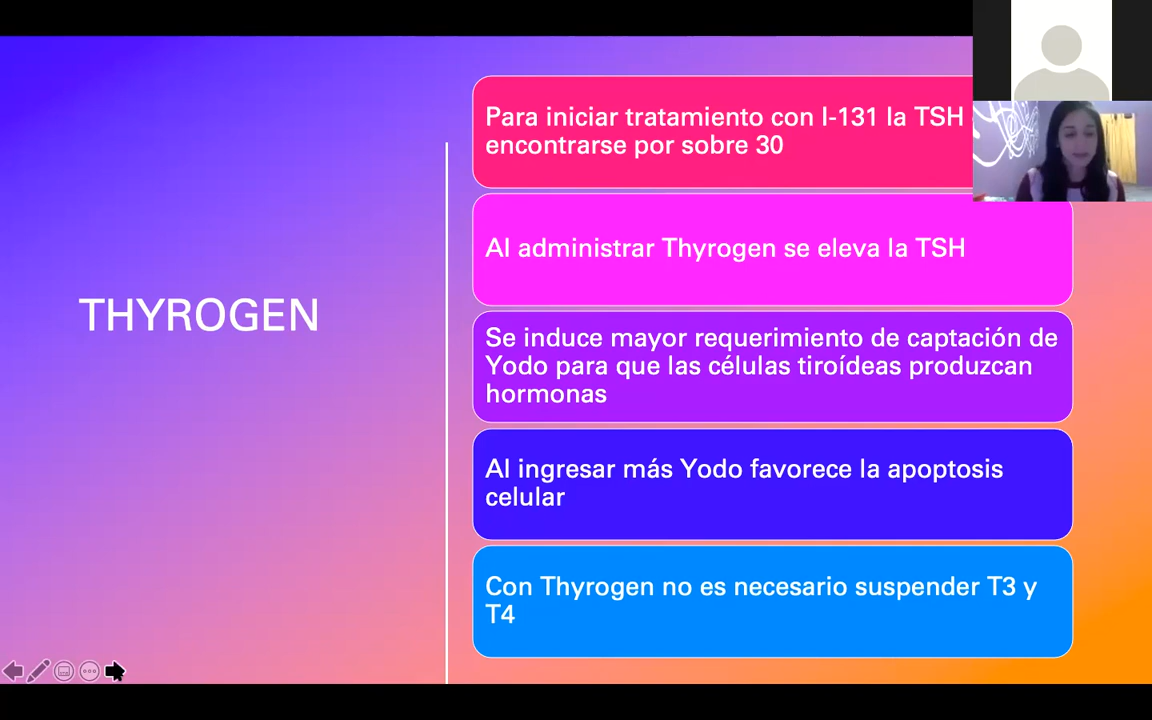 THYROGEN
Para iniciar tratamiento con I-131 la TSH
encontrarse por sobre 30
Al administrar Thyrogen se eleva la TSH
Se induce mayor requerimiento de captación de
Yodo para que las células tiroídeas produzcan
hormonas
Al ingresar más Yodo favorece la apoptosis
celular
Con Thyrogen no es necesario suspender T3 y
T4